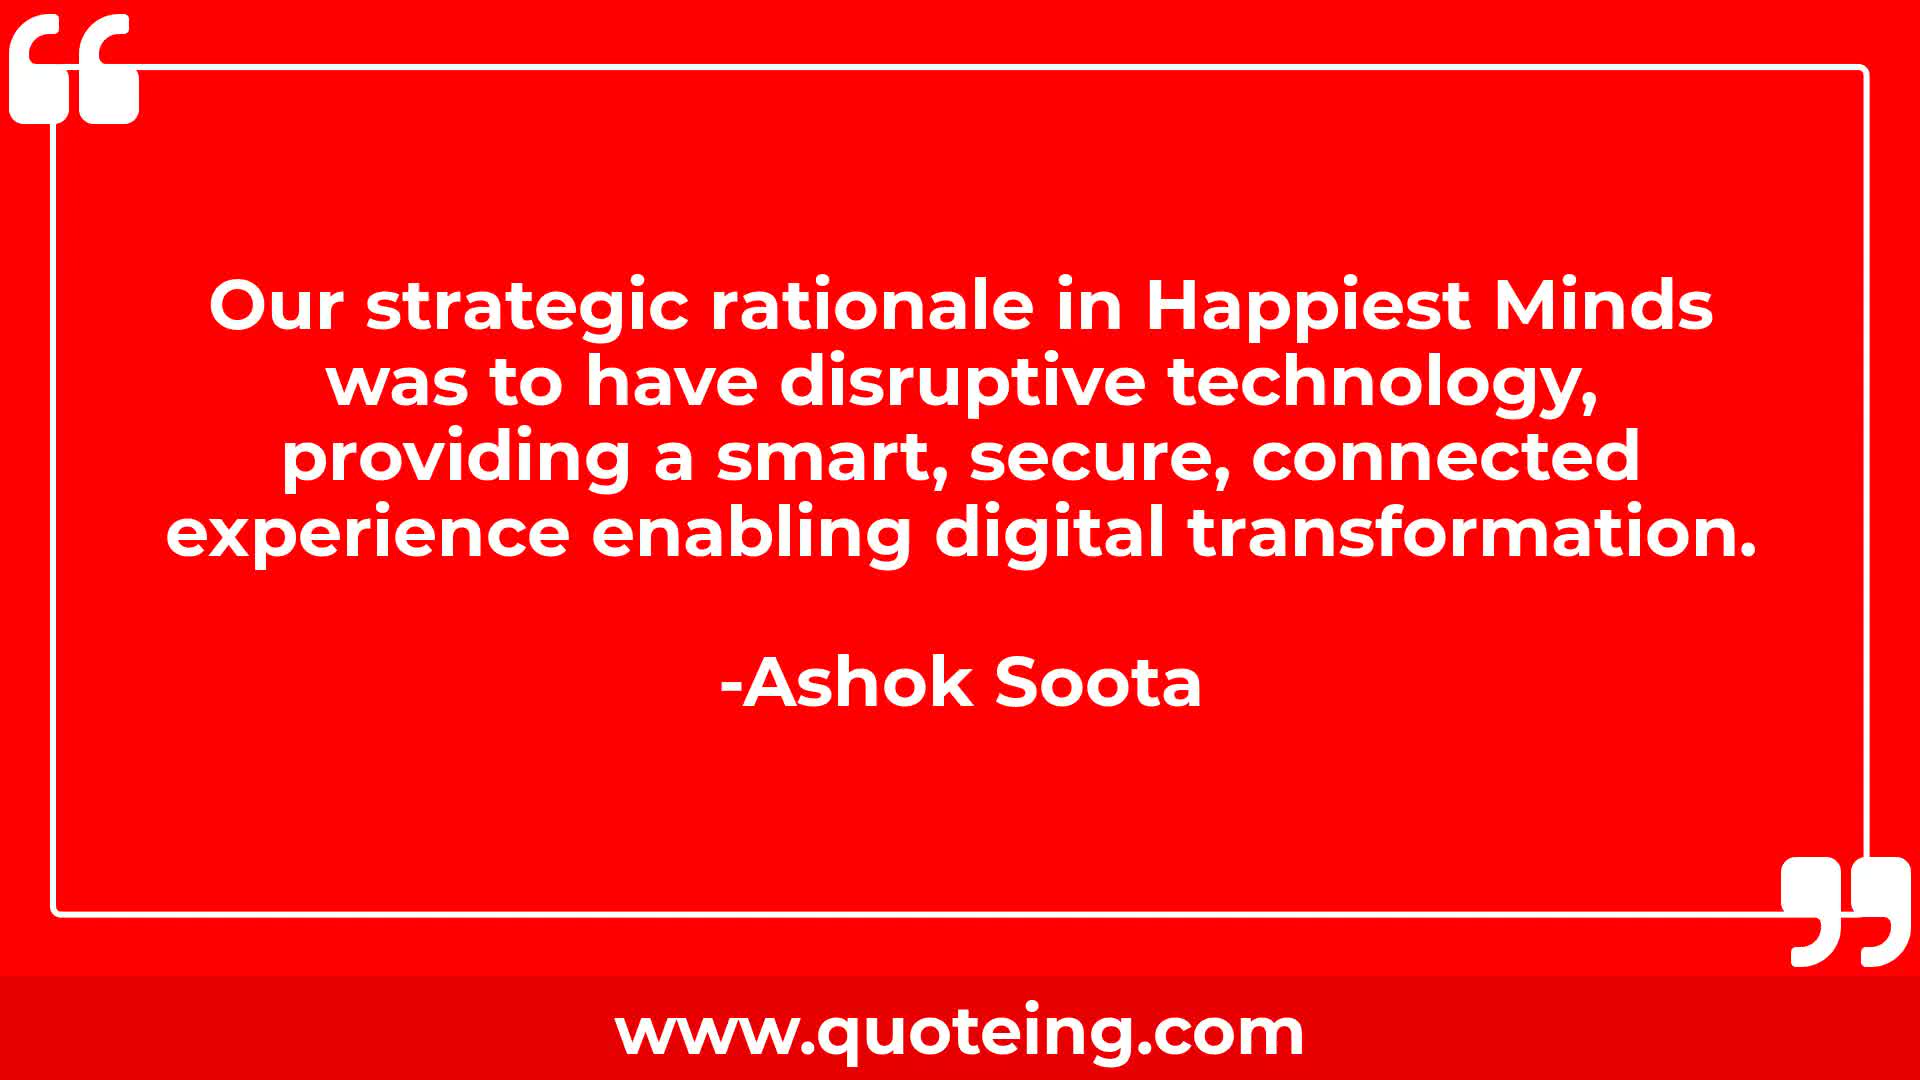 Our strategic rationale in Happiest Minds
was to have disruptive technology,
providing a smart, secure, connected
experience enabling digital transformation.
-Ashok Soota
www.quoteing.com